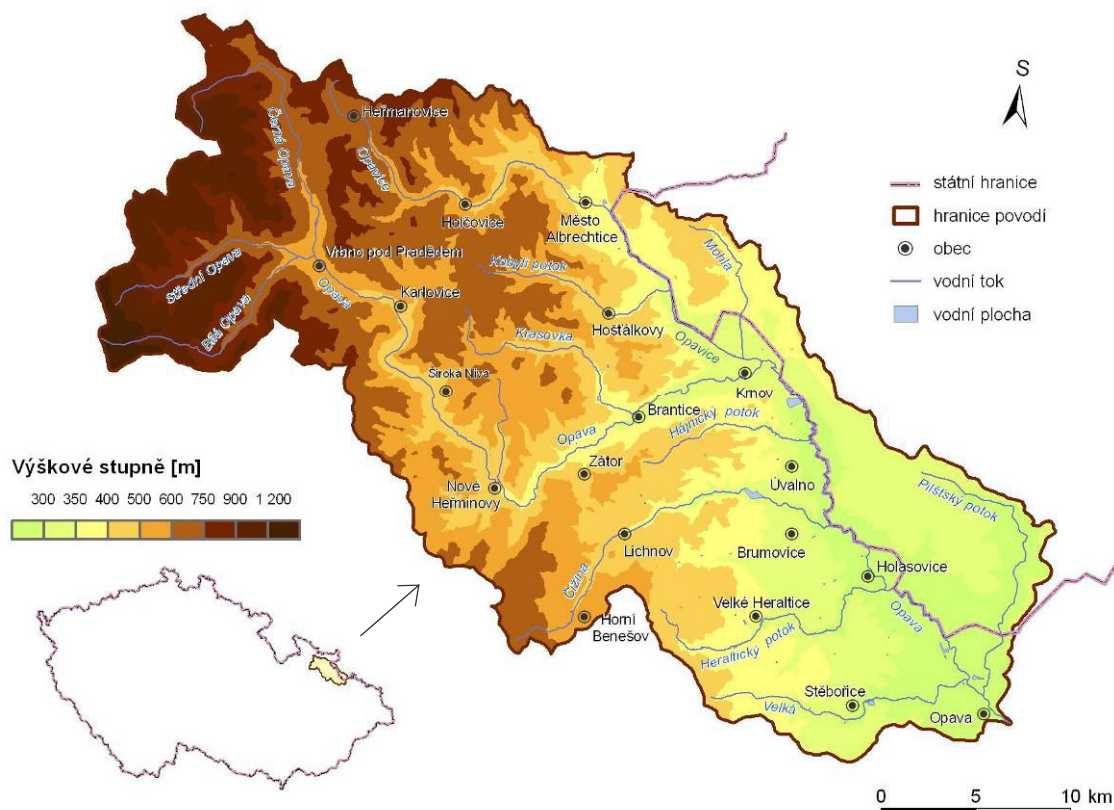 S
státní hranice
hranice povodí
obec
vodní tok
vodní plocha
Heřmanovice
Černá Opava
Opavice
Holčovice
Město
Albrechtice
Mohla
Vrbno pod Pradědem
Střední Opava
Bílá Opava
Opava
Kobylí potok
Karlovice
Hošťálkovy
Krasovka
Opavice
Široká Niva
Krnov
Brantice
Opava
Hájnický potok
Zátor
Úvalno
Nové
Heřminovy
Pilštský potok
Lichnov
Brumovice
Čižina
Holasovice
Velké Heraltice
Opava
Horní
Benešov
Heraltický potok
Stěbořice
Velká
Opava
Výškové stupně [m]
300 350 400 500 600 750 900 1 200
0 5 10 km